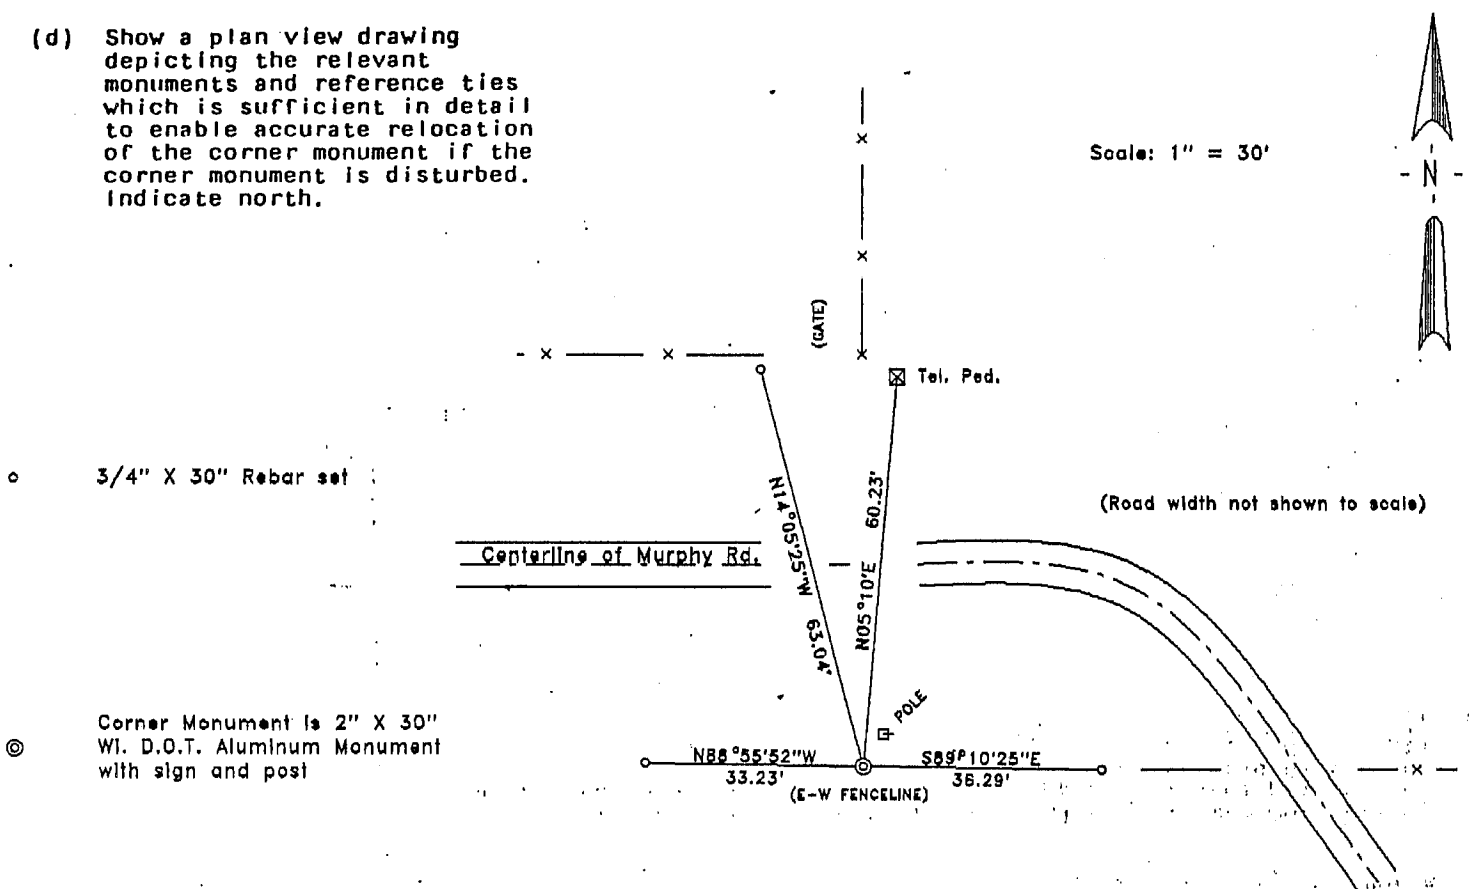 (d) Show a plan view drawing
depicting the relevant
monuments and reference ties
which is sufficient in detail
to enable accurate relocation
of the corner monument if the
corner monument is disturbed.
Indicate north.
Scale: 1" = 30'
- N -
(GATE)
Tel. Ped.
3/4" X 30" Rebar set
(Road width not shown to scale)
Centerline of Murphy Rd.
N14°05'25"W 63.04'
N05°10'E 60.23'
POLE
Corner Monument is 2" X 30"
WI. D.O.T. Aluminum Monument
with sign and post
N88°55'52"W
33.23'
S89°10'25"E
36.29'
(E-W FENCELINE)